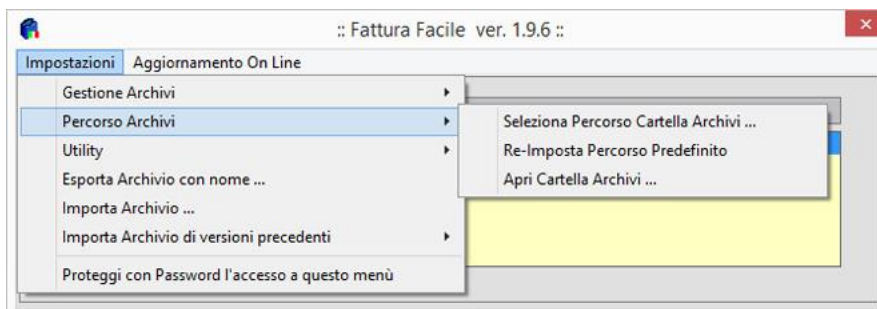 :: Fattura Facile ver. 1.9.6 ::
Impostazioni Aggiornamento On Line
Gestione Archivi
Percorso Archivi
Utility
Esporta Archivio con nome ...
Importa Archivio ...
Importa Archivio di versioni precedenti
Proteggi con Password l'accesso a questo menù
Seleziona Percorso Cartella Archivi ...
Re-Imposta Percorso Predefinito
Apri Cartella Archivi ...